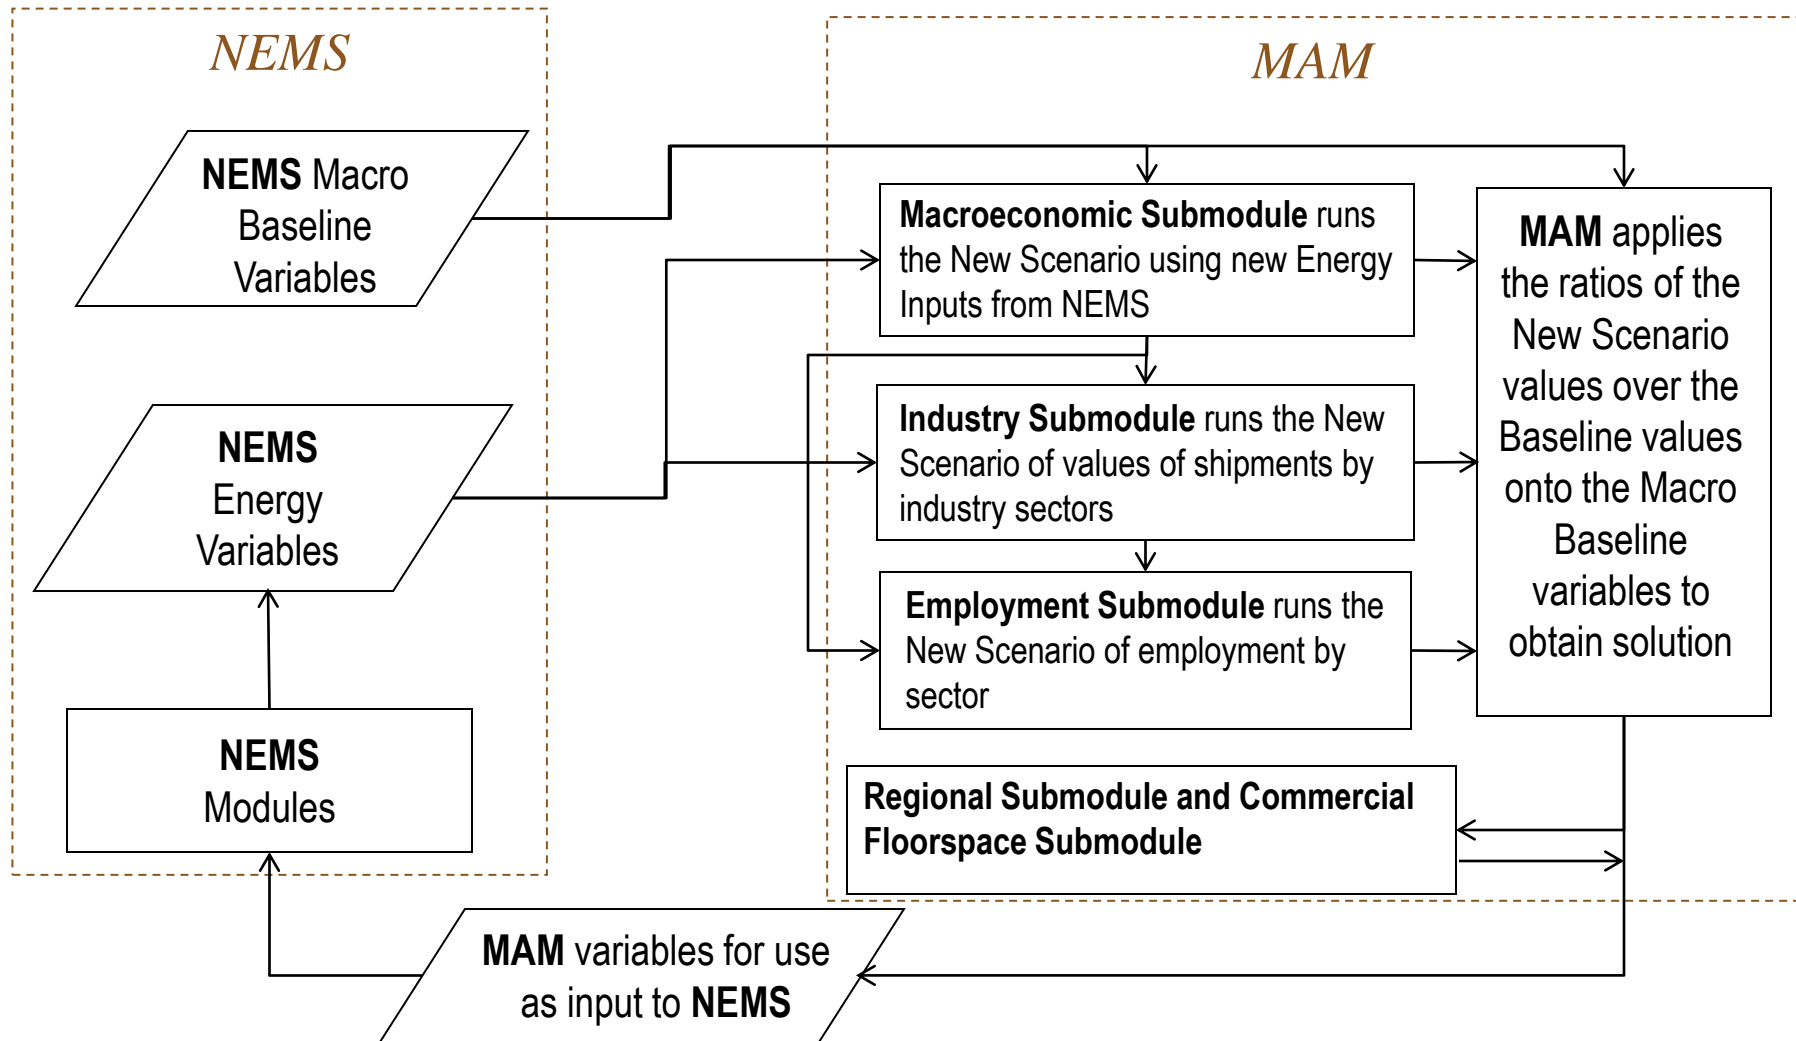 NEMS
MAM
NEMS Macro
Baseline
Variables
Macroeconomic Submodule runs
the New Scenario using new Energy
Inputs from NEMS
MAM applies
the ratios of the
New Scenario
values over the
Baseline values
onto the Macro
Baseline
variables to
obtain solution
NEMS
Energy
Variables
Industry Submodule runs the New
Scenario of values of shipments by
industry sectors
Employment Submodule runs the
New Scenario of employment by
sector
NEMS
Modules
Regional Submodule and Commercial
Floorspace Submodule
MAM variables for use
as input to NEMS